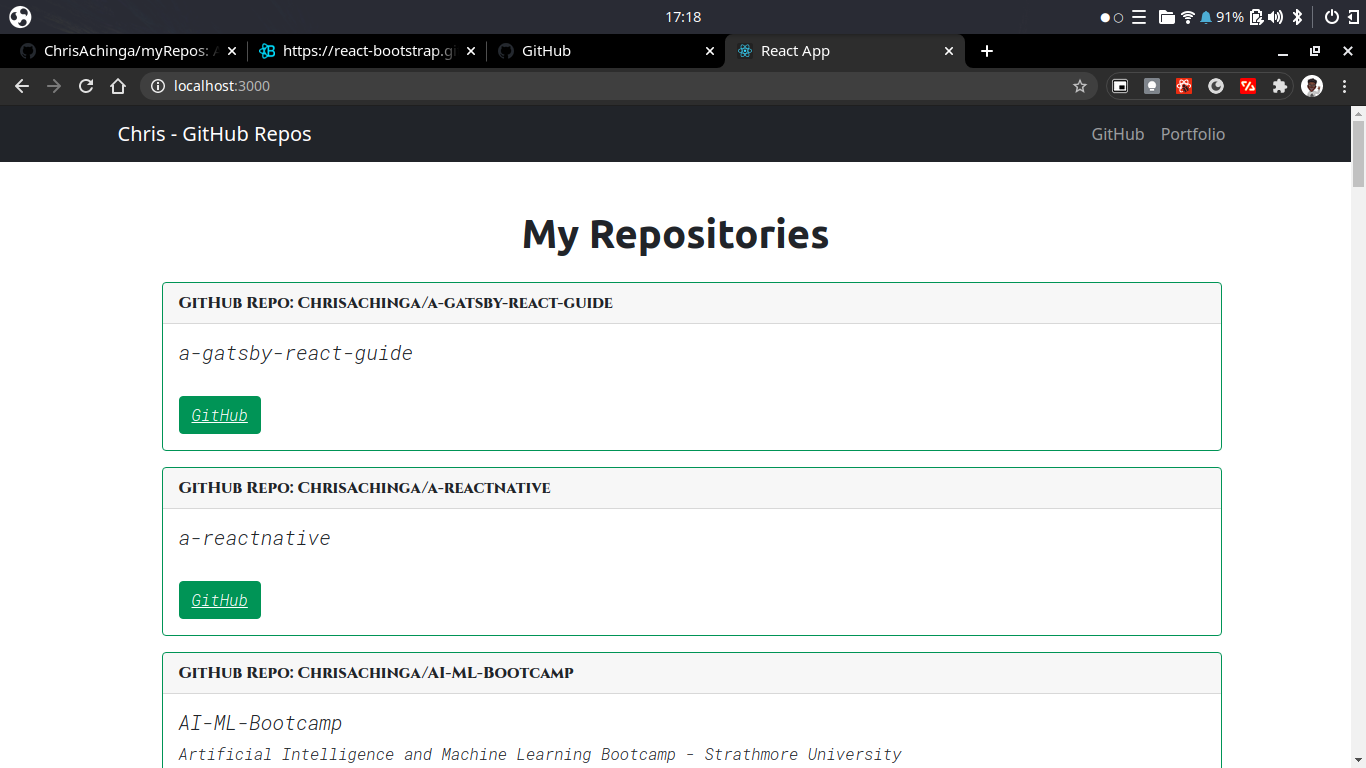 17:18
91%
ChrisAchinga/myRepos: A
https://react-bootstrap.gi
GitHub
React App
localhost:3000
Chris - GitHub Repos
GitHub
Portfolio
My Repositories
GitHub Repo: ChrisAchinga/a-gatsby-react-guide
a-gatsby-react-guide
GitHub
GitHub Repo: ChrisAchinga/a-reactnative
a-reactnative
GitHub
GitHub Repo: ChrisAchinga/AI-ML-Bootcamp
AI-ML-Bootcamp
Artificial Intelligence and Machine Learning Bootcamp - Strathmore University